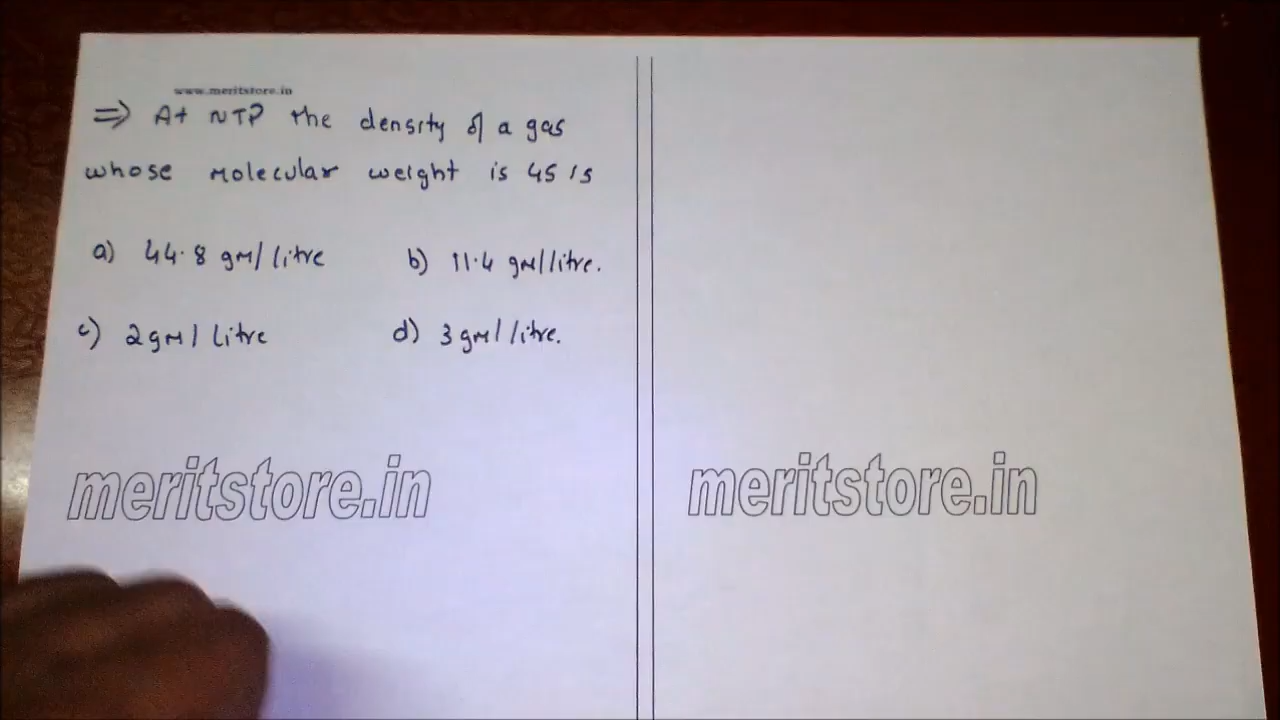 www.meritstore.in
⇒ At NTP the density of a gas
whose molecular weight is 45 is
a) 44.8 gm/litre b) 11.4 gm/litre.
c) 2gm/litre d) 3gm/litre.
meritstore.in meritstore.in